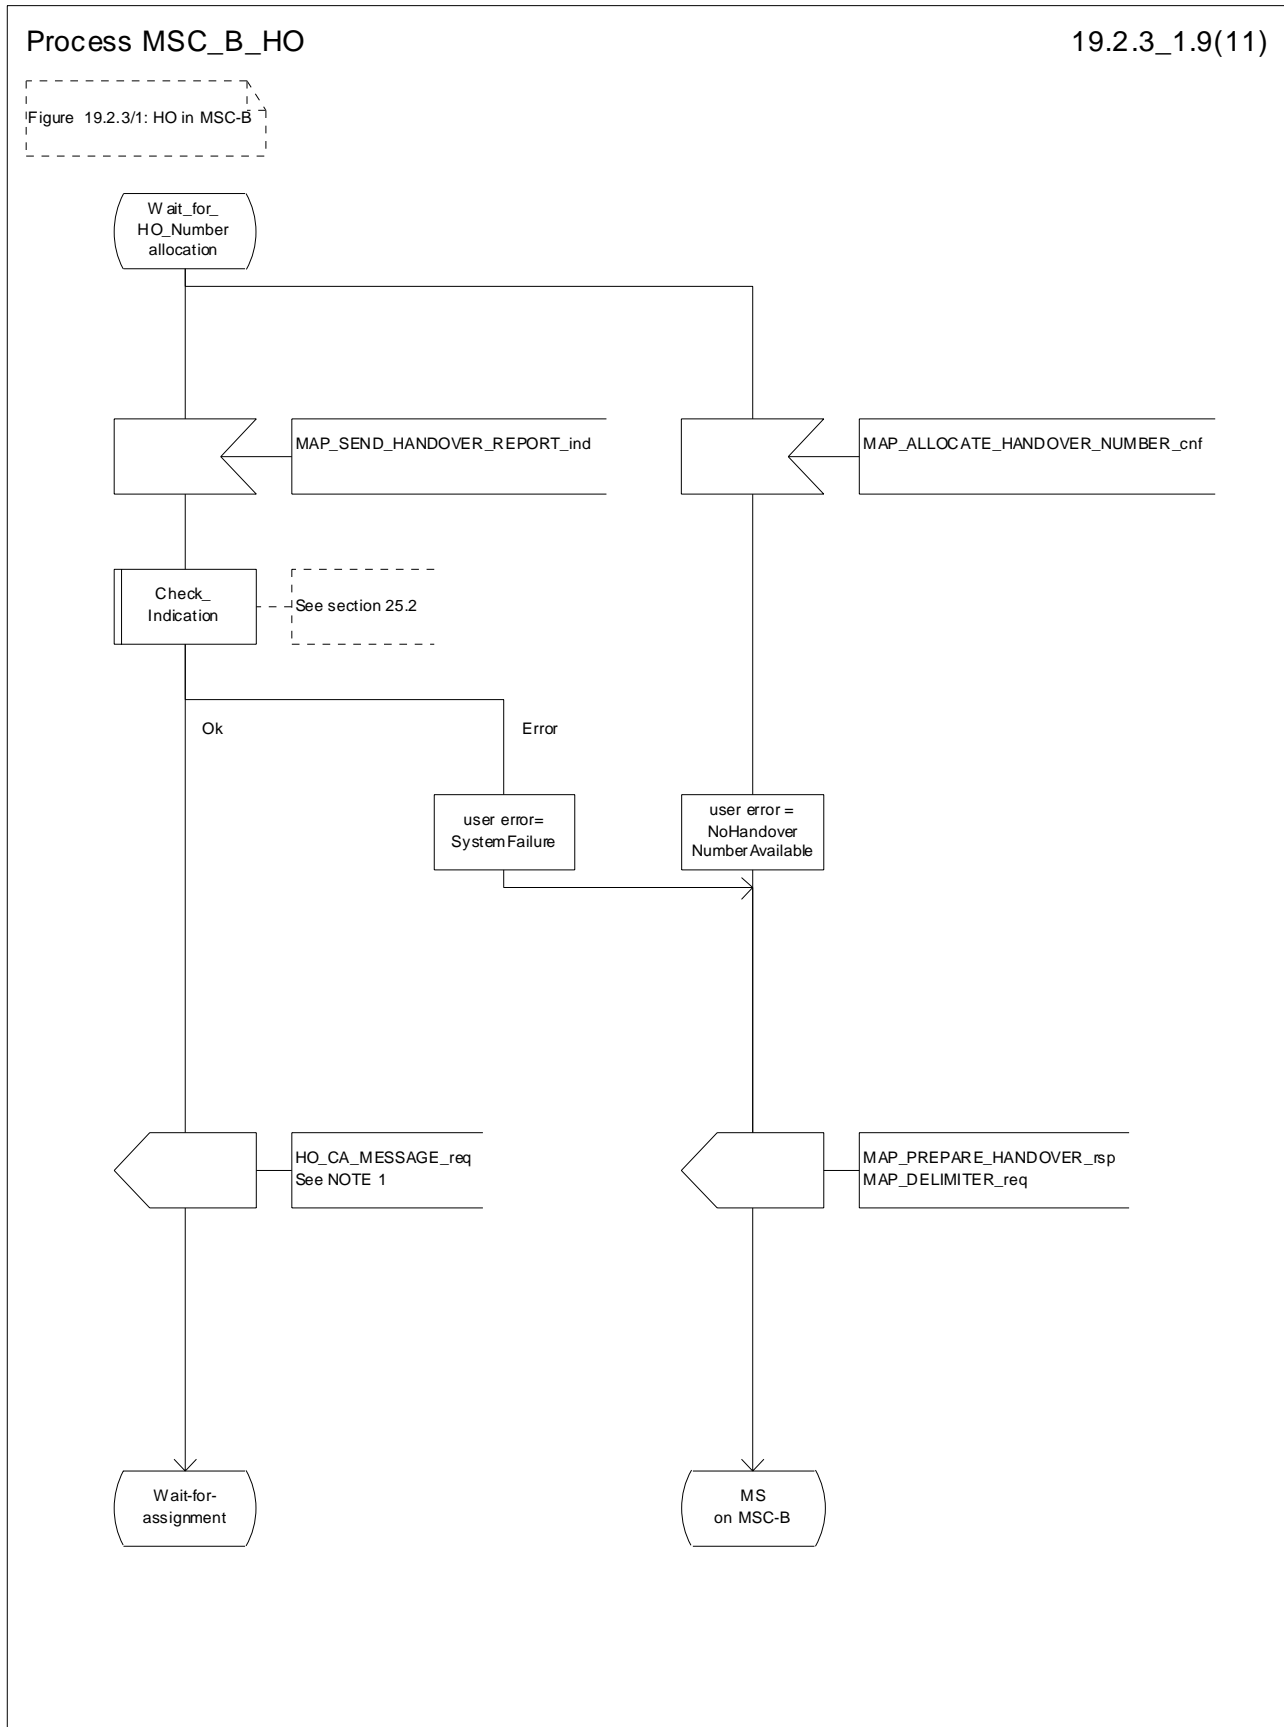 Process MSC_B_HO
19.2.3_1.9(11)
Figure 19.2.3/1: HO in MSC-B
Wait_for_
HO_Number
allocation
MAP_SEND_HANDOVER_REPORT_ind
MAP_ALLOCATE_HANDOVER_NUMBER_cnf
Check_
Indication
See section 25.2
Ok
Error
user error=
SystemFailure
user error =
NoHandover
NumberAvailable
HO_CA_MESSAGE_req
See NOTE 1
MAP_PREPARE_HANDOVER_rsp
MAP_DELIMITER_req
Wait-for-
assignment
MS
on MSC-B